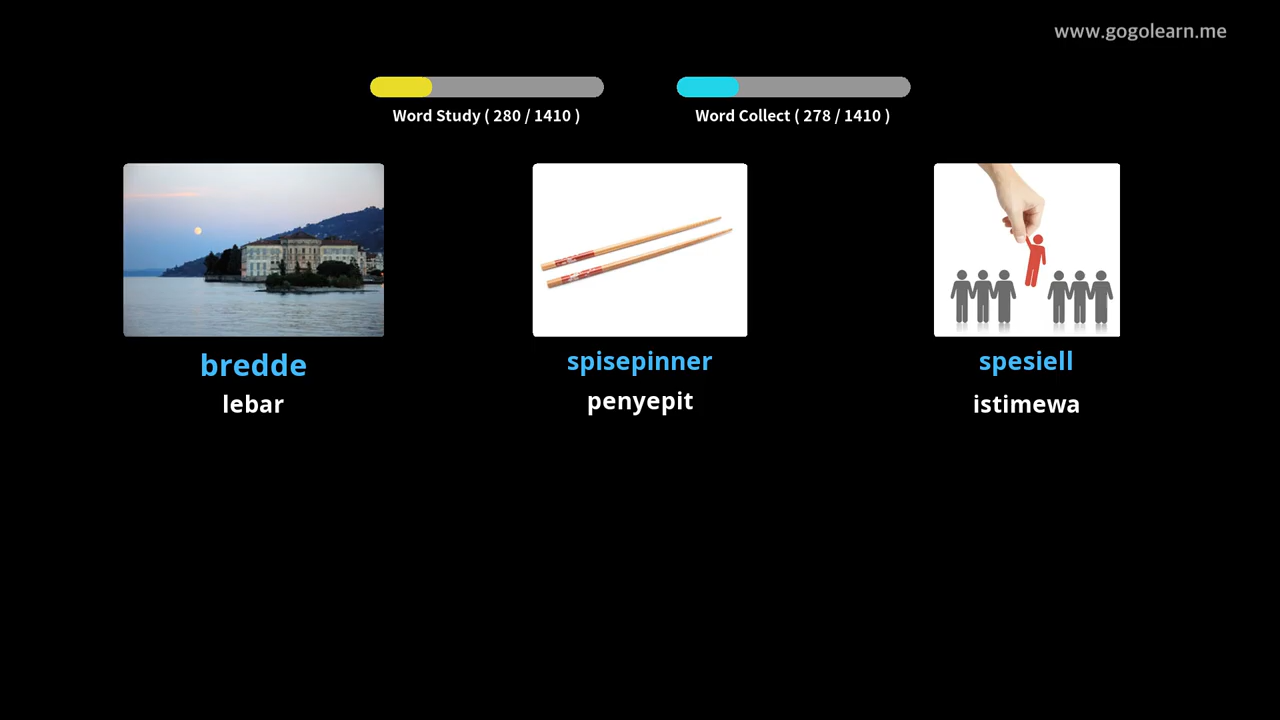 www.gogolearn.me
Word Study ( 280 / 1410 )
Word Collect ( 278 / 1410 )
bredde
lebar
spisepinner
penyepit
spesiell
istimewa